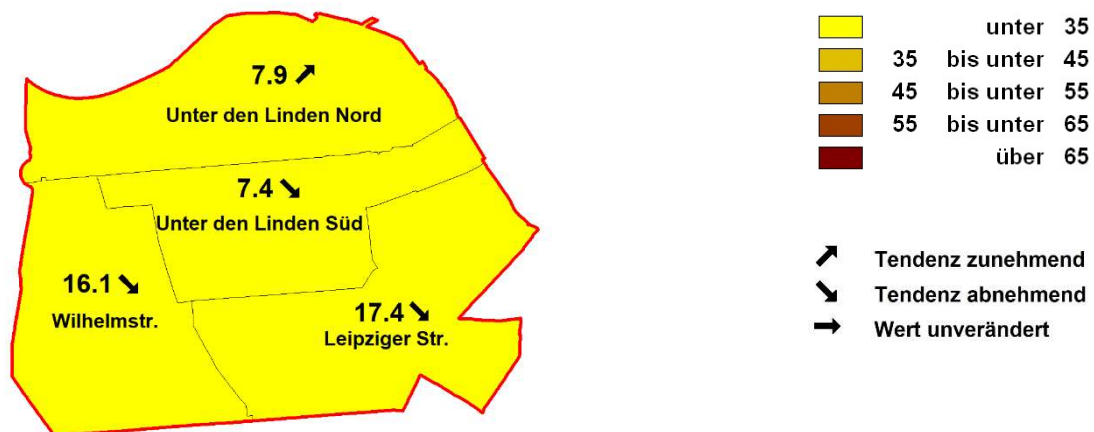 7.9
Unter den Linden Nord
7.4
Unter den Linden Süd
16.1
Wilhelmstr.
17.4
Leipziger Str.
unter 35
35 bis unter 45
45 bis unter 55
55 bis unter 65
über 65
Tendenz zunehmend
Tendenz abnehmend
Wert unverändert